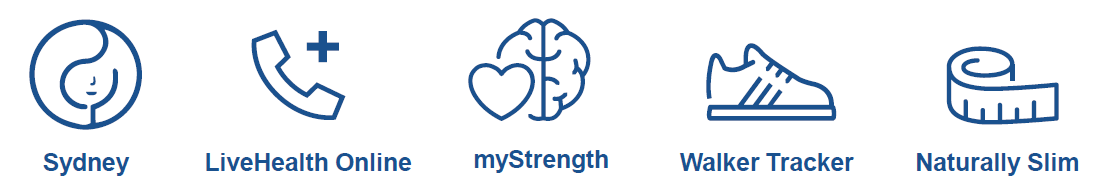 Sydney
LiveHealth Online
myStrength
Walker Tracker
Naturally Slim